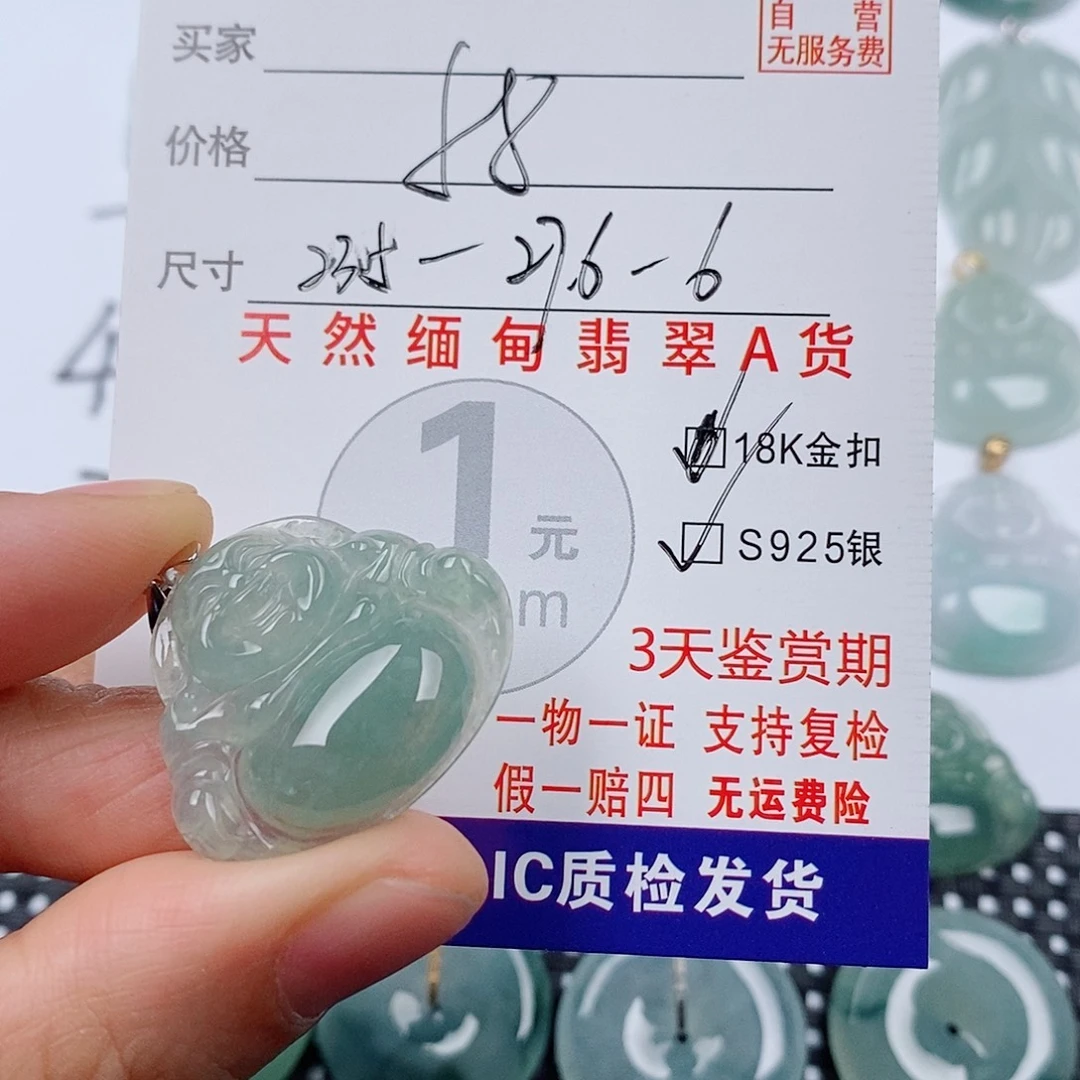 自 营
无服务费
买家
价格
尺寸 - 27.6-6
天然缅甸翡翠A货
1元
m
18K金扣
S925银
3天鉴赏期
一物一证 支持复检
假一赔四 无运费险
IC质检发货